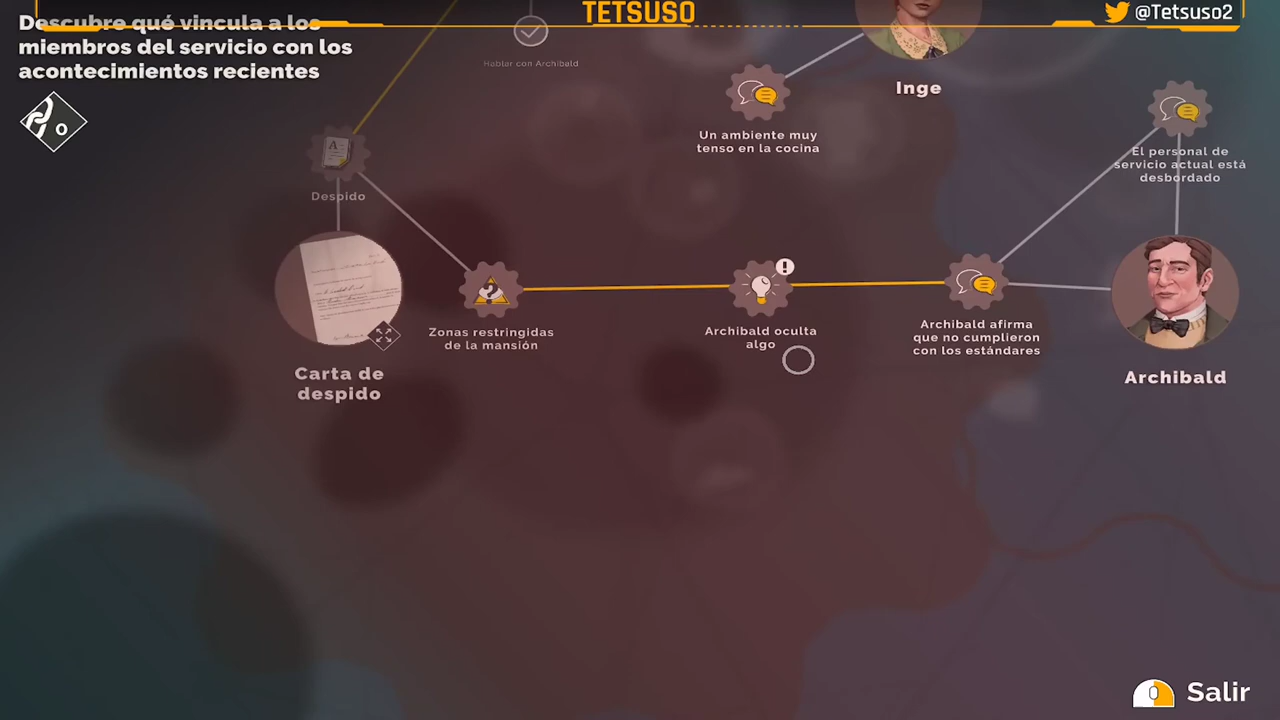 TETSUSO
@Tetsuso2
Descubre qué vincula a los
miembros del servicio con los
acontecimientos recientes
0
Hablar con Archibald
Inge
Un ambiente muy
tenso en la cocina
El personal de
servicio actual está
desbordado
Despido
Zonas restringidas
de la mansión
Archibald oculta
algo
Archibald afirma
que no cumplieron
con los estándares
Carta de
despido
Archibald
Salir